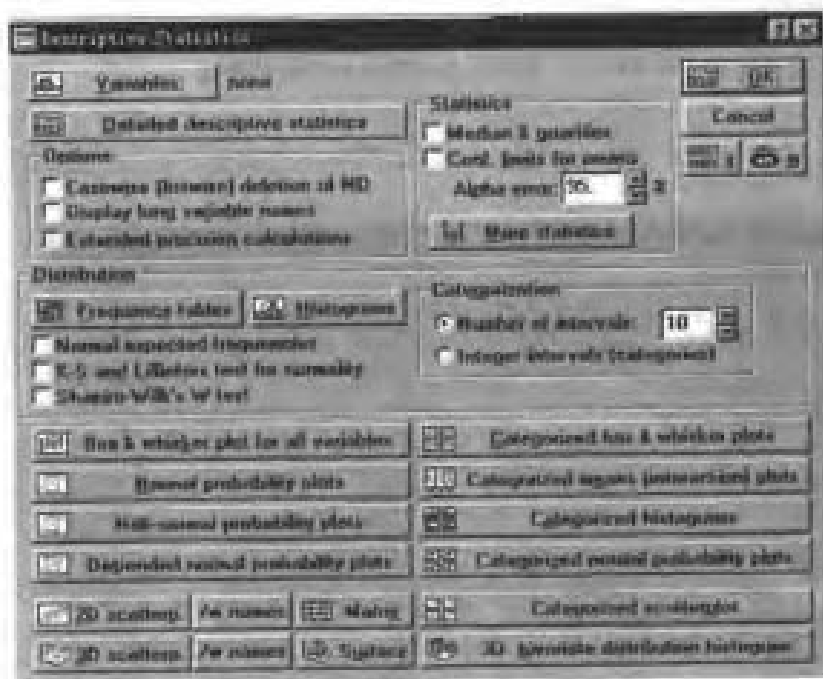 Descriptive Statistics
Variables: none
Detailed descriptive statistics
Options
Casewise (listwise) deletion of MD
Display long variable names
Extended precision calculations
Statistics
Median & quartiles
Conf. limits for means
Alpha error: 95. %
More statistics
OK
Cancel
Distribution
Frequency tables
Histograms
Normal expected frequencies
K-S and Lilliefors test for normality
Shapiro-Wilk's W test
Categorization
Number of intervals: 10
Integer intervals (categories)
Box & whisker plot for all variables
Normal probability plots
Half-normal probability plots
Detrended normal probability plots
Categorized box & whisker plots
Categorized means (interaction) plots
Categorized histograms
Categorized normal probability plots
2D scatterp. /w names Matrix
3D scatterp. /w names Surface
Categorized scatterplot
3D bivariate distribution histogram